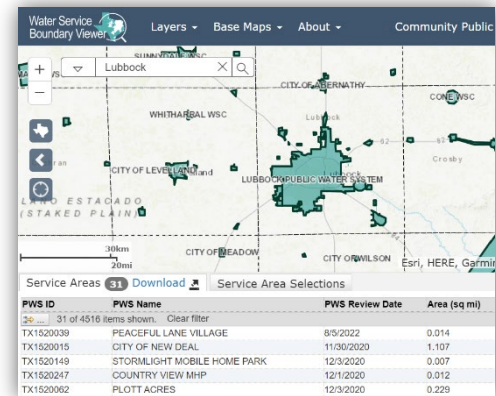 Water Service
Boundary Viewer
Layers
Base Maps
About
Community Public
SUNNYDALE WSC
Lubbock
CITY OF ABERNATHY
CONE WSC
WHITHARRAL WSC
Lubbock
82
62
Crosby
CITY OF LEVELLAND
LUBBOCK PUBLIC WATER SYSTEM
Lubbock
LLANO ESTACADO
(STAKED PLAIN)
30km
20mi
CITY OF MEADOW
CITY OF WILSON
Esri, HERE, Garmin
Service Areas 31 Download
Service Area Selections
PWS ID PWS Name PWS Review Date Area (sq mi)
... 31 of 4516 items shown. Clear filter
TX1520039 PEACEFUL LANE VILLAGE 8/5/2022 0.014
TX1520015 CITY OF NEW DEAL 11/30/2020 1.107
TX1520149 STORMLIGHT MOBILE HOME PARK 12/3/2020 0.007
TX1520247 COUNTRY VIEW MHP 12/1/2020 0.012
TX1520062 PLOTT ACRES 12/3/2020 0.229